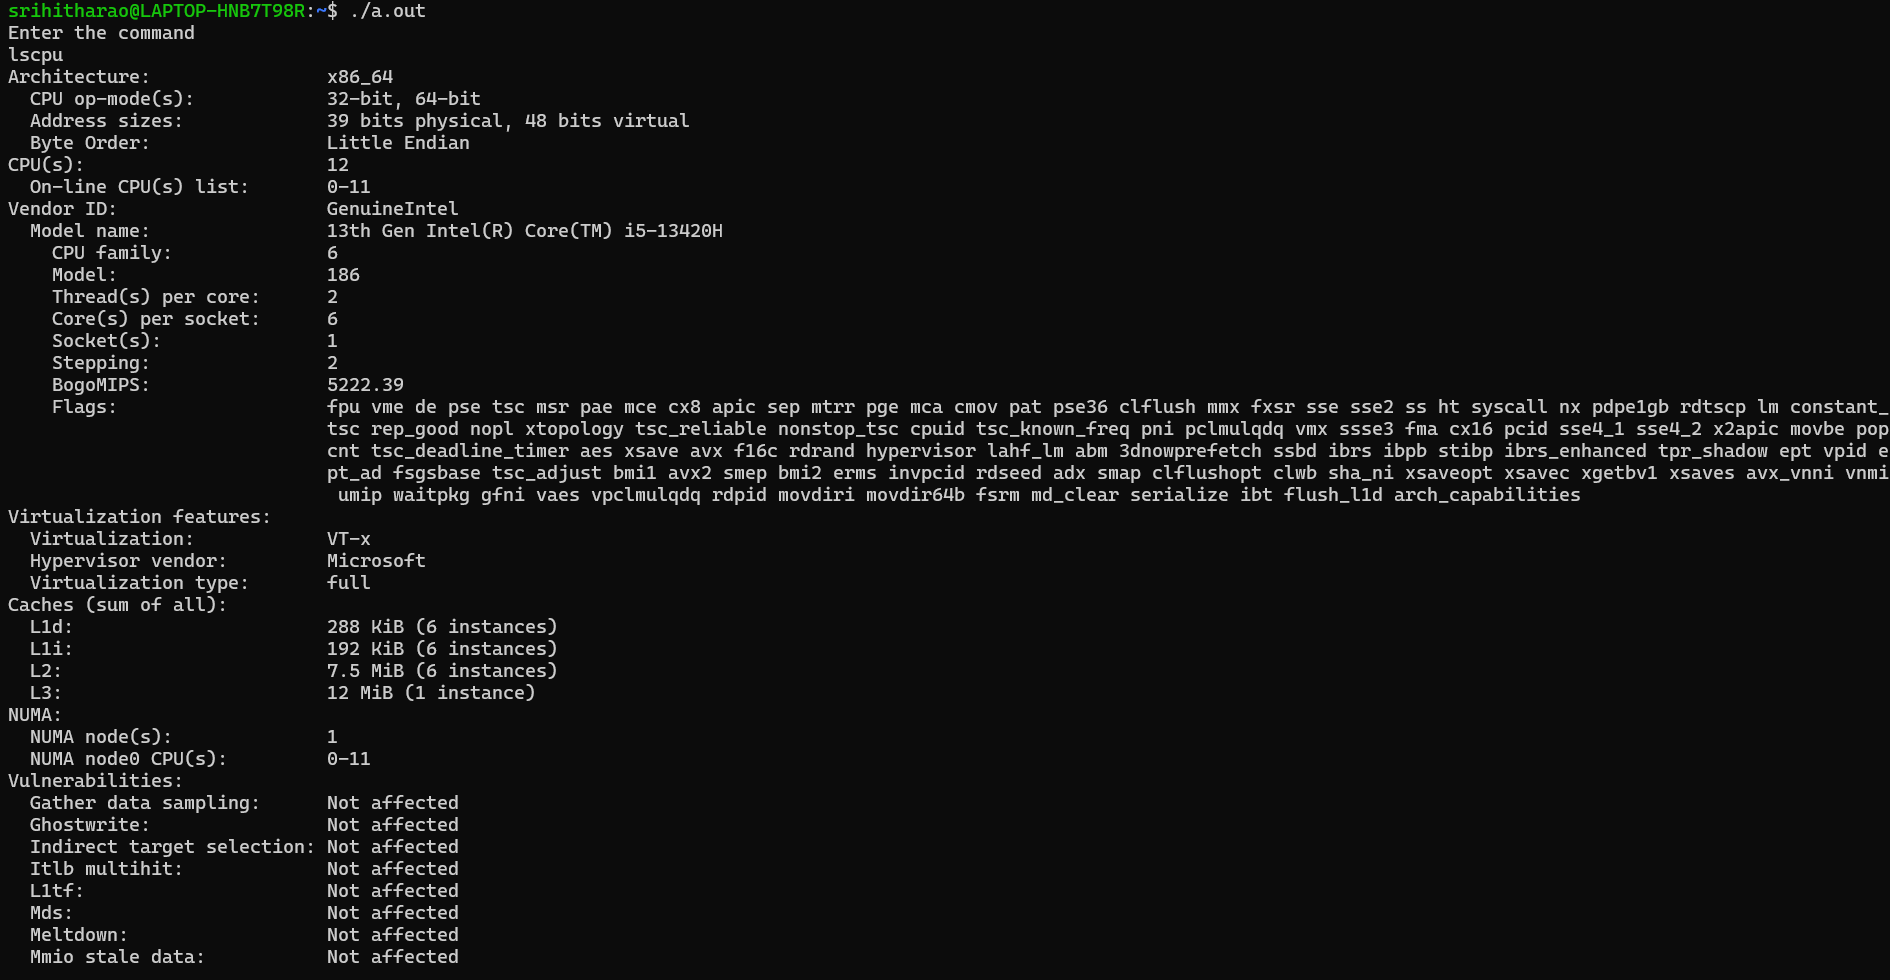 srihitharao@LAPTOP-HNB7T98R:~$ ./a.out
Enter the command
lscpu
Architecture:                x86_64
  CPU op-mode(s):            32-bit, 64-bit
  Address sizes:             39 bits physical, 48 bits virtual
  Byte Order:                Little Endian
CPU(s):                      12
  On-line CPU(s) list:       0-11
Vendor ID:                   GenuineIntel
  Model name:                13th Gen Intel(R) Core(TM) i5-13420H
    CPU family:              6
    Model:                   186
    Thread(s) per core:      2
    Core(s) per socket:      6
    Socket(s):               1
    Stepping:                2
    BogoMIPS:                5222.39
    Flags:                   fpu vme de pse tsc msr pae mce cx8 apic sep mtrr pge mca cmov pat pse36 clflush mmx fxsr sse sse2 ss ht syscall nx pdpe1gb rdtscp lm constant_
                             tsc rep_good nopl xtopology tsc_reliable nonstop_tsc cpuid tsc_known_freq pni pclmulqdq vmx ssse3 fma cx16 pcid sse4_1 sse4_2 x2apic movbe pop
                             cnt tsc_deadline_timer aes xsave avx f16c rdrand hypervisor lahf_lm abm 3dnowprefetch ssbd ibrs ibpb stibp ibrs_enhanced tpr_shadow ept vpid e
                             pt_ad fsgsbase tsc_adjust bmi1 avx2 smep bmi2 erms invpcid rdseed adx smap clflushopt clwb sha_ni xsaveopt xsavec xgetbv1 xsaves avx_vnni vnmi
                              umip waitpkg gfni vaes vpclmulqdq rdpid movdiri movdir64b fsrm md_clear serialize ibt flush_l1d arch_capabilities
Virtualization features:
  Virtualization:            VT-x
  Hypervisor vendor:         Microsoft
  Virtualization type:       full
Caches (sum of all):
  L1d:                       288 KiB (6 instances)
  L1i:                       192 KiB (6 instances)
  L2:                        7.5 MiB (6 instances)
  L3:                        12 MiB (1 instance)
NUMA:
  NUMA node(s):              1
  NUMA node0 CPU(s):         0-11
Vulnerabilities:
  Gather data sampling:      Not affected
  Ghostwrite:                Not affected
  Indirect target selection: Not affected
  Itlb multihit:             Not affected
  L1tf:                      Not affected
  Mds:                       Not affected
  Meltdown:                  Not affected
  Mmio stale data:           Not affected